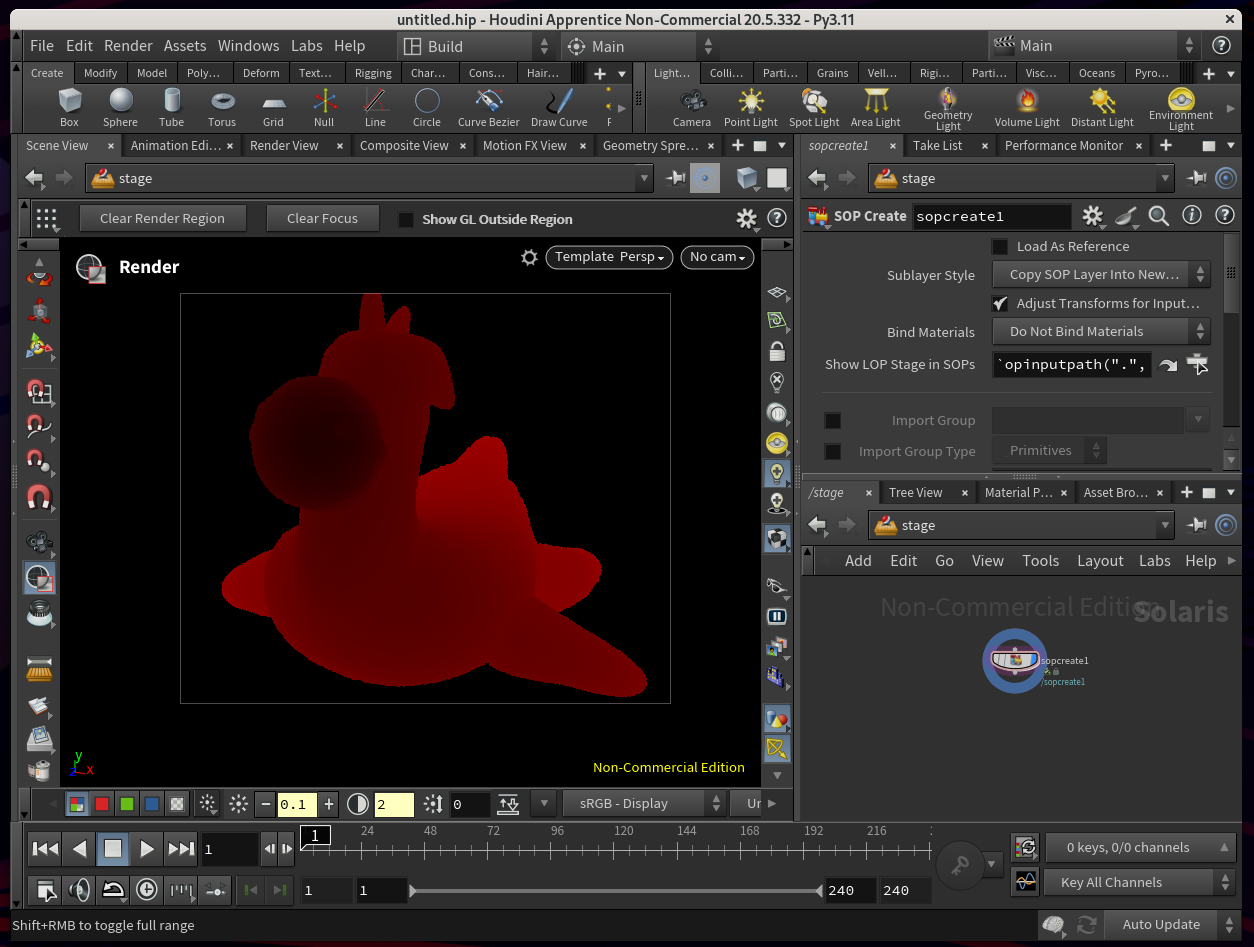 untitled.hip - Houdini Apprentice Non-Commercial 20.5.332 - Py3.11
File Edit Render Assets Windows Labs Help Build Main Main
Create Modify Model Poly... Deform Text... Rigging Char... Cons... Hair... Light... Colli... Parti... Grains Vell... Rigi... Parti... Visc... Oceans Pyro...
Box Sphere Tube Torus Grid Null Line Circle Curve Bezier Draw Curve F Camera Point Light Spot Light Area Light Geometry Light Volume Light Distant Light Environment Light
Scene View Animation Edi... Render View Composite View Motion FX View Geometry Spre...
stage
Clear Render Region Clear Focus Show GL Outside Region
Render
Template Persp No cam
y
z x
Non-Commercial Edition
0.1 2 0 sRGB - Display Ur
sopcreate1 Take List Performance Monitor
stage
SOP Create sopcreate1
Load As Reference
Sublayer Style Copy SOP Layer Into New...
Adjust Transforms for Input...
Bind Materials Do Not Bind Materials
Show LOP Stage in SOPs `opinputpath(".",
Import Group
Import Group Type Primitives
/stage Tree View Material P... Asset Bro...
stage
Add Edit Go View Tools Layout Labs Help
Non-Commercial Edition
Solaris
sopcreate1
/sopcreate1
1 1 24 48 72 96 120 144 168 192 216
0 keys, 0/0 channels
1 1 240 240
Key All Channels
Shift+RMB to toggle full range
Auto Update